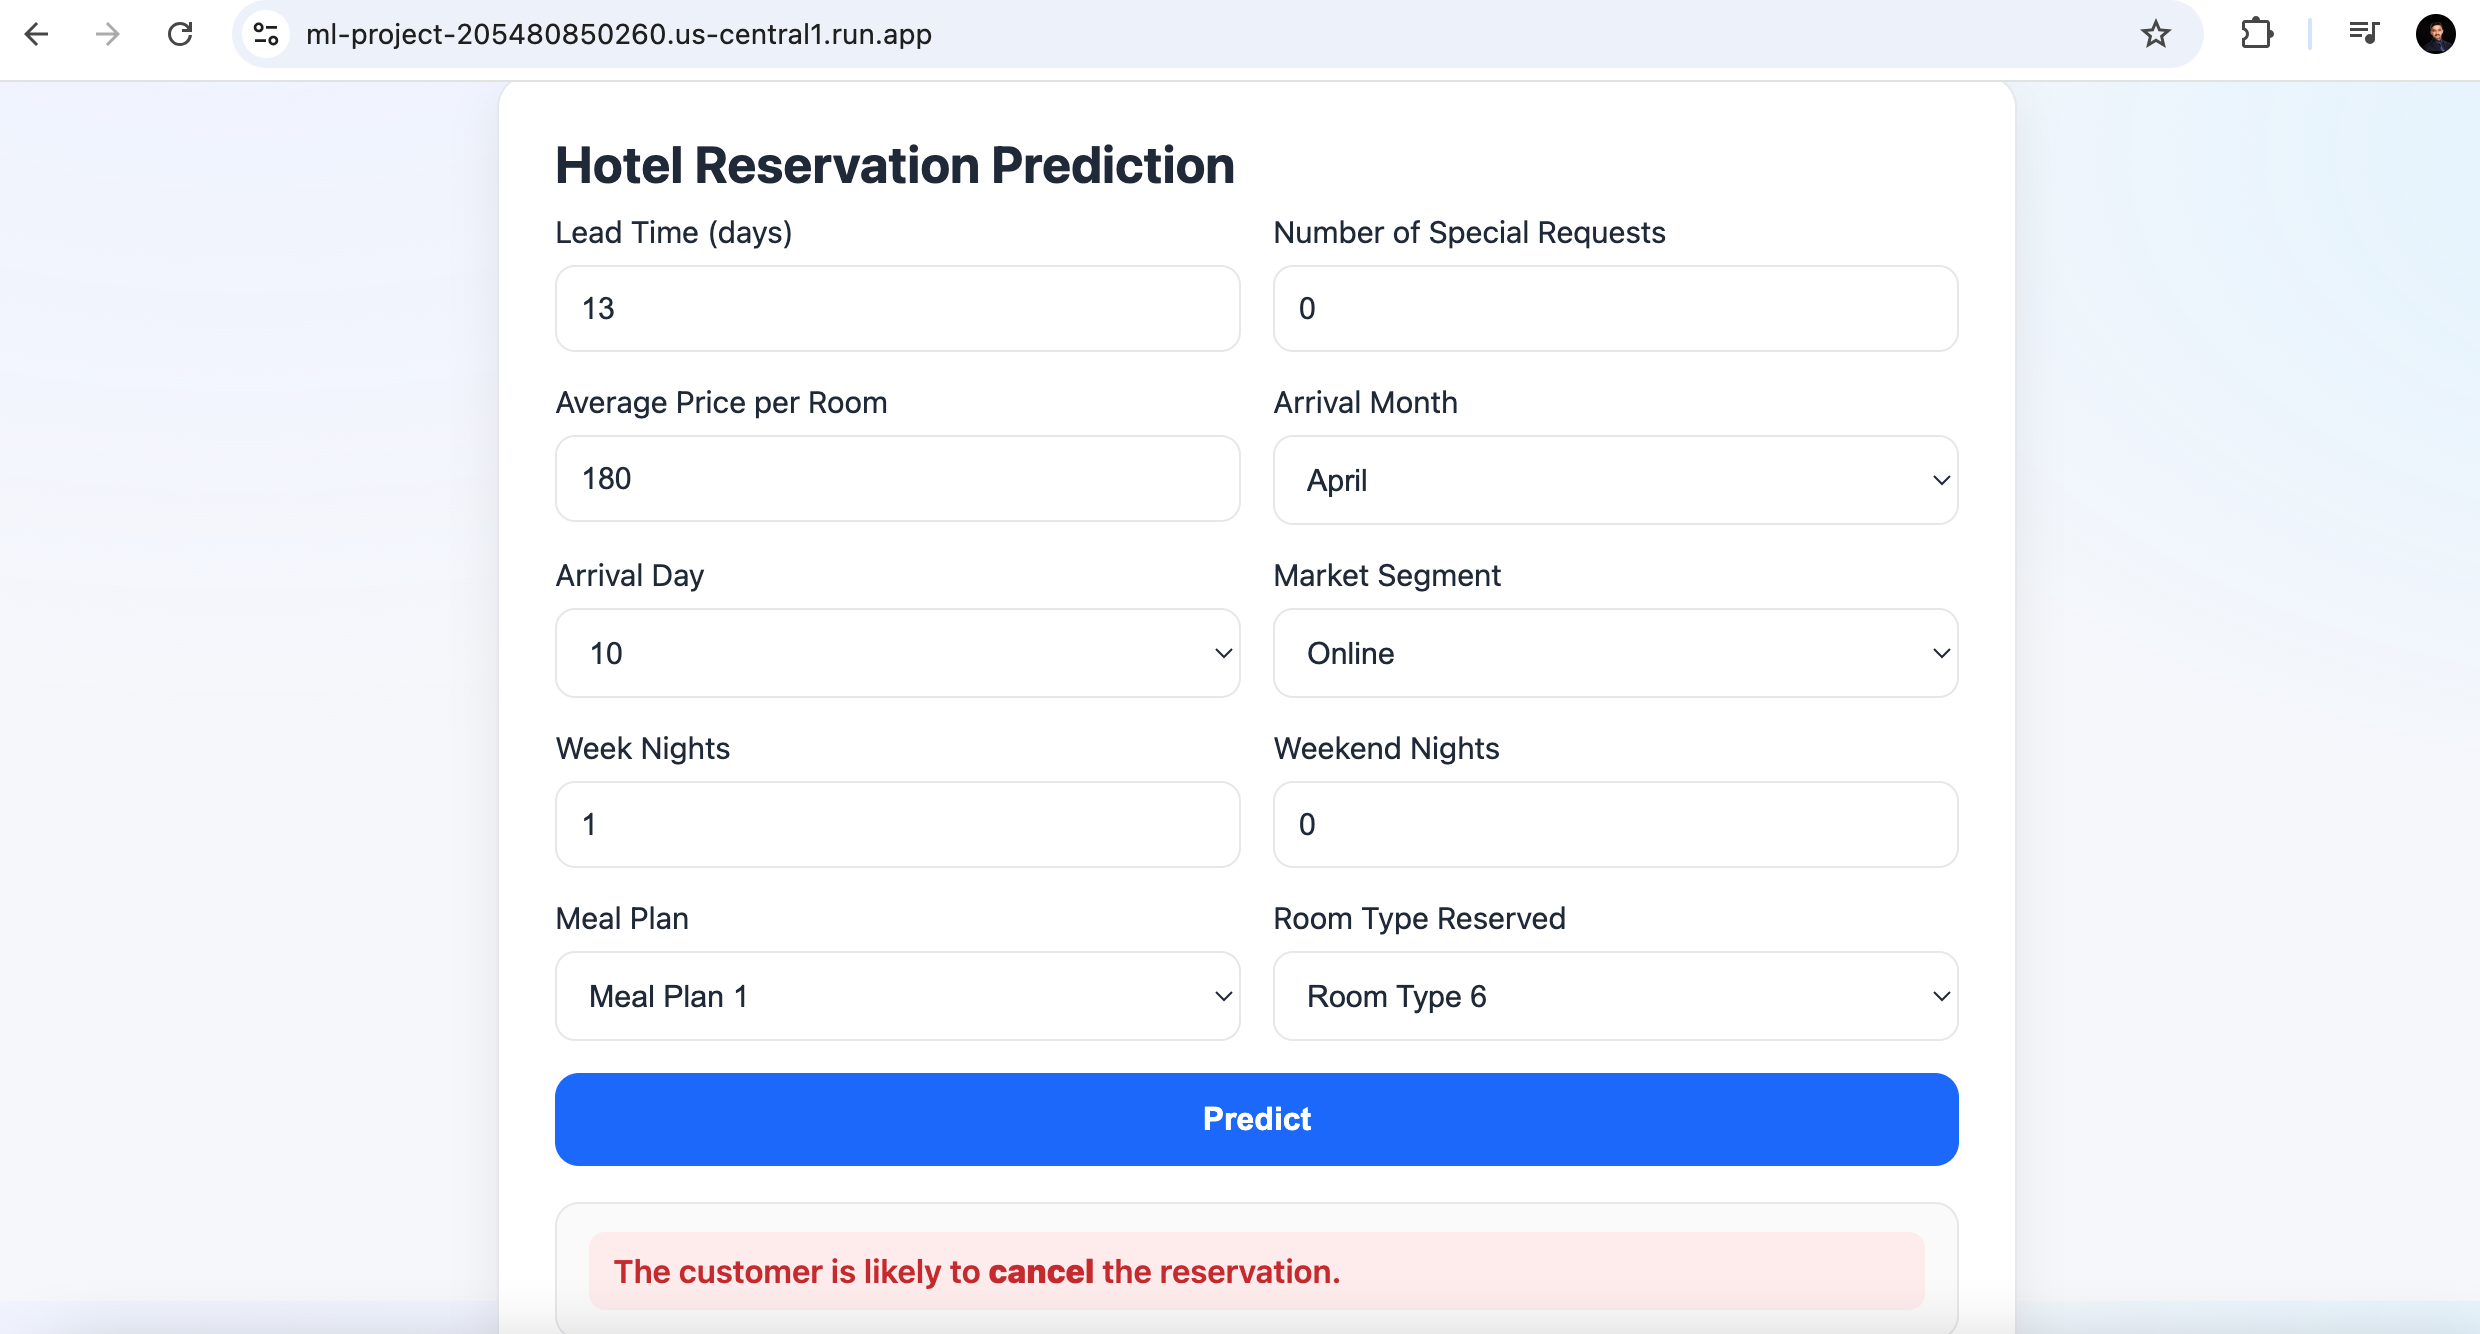 ml-project-205480850260.us-central1.run.app
Hotel Reservation Prediction
Lead Time (days)
Number of Special Requests
13
0
Average Price per Room
Arrival Month
180
April
Arrival Day
Market Segment
10
Online
Week Nights
Weekend Nights
1
0
Meal Plan
Room Type Reserved
Meal Plan 1
Room Type 6
Predict
The customer is likely to cancel the reservation.